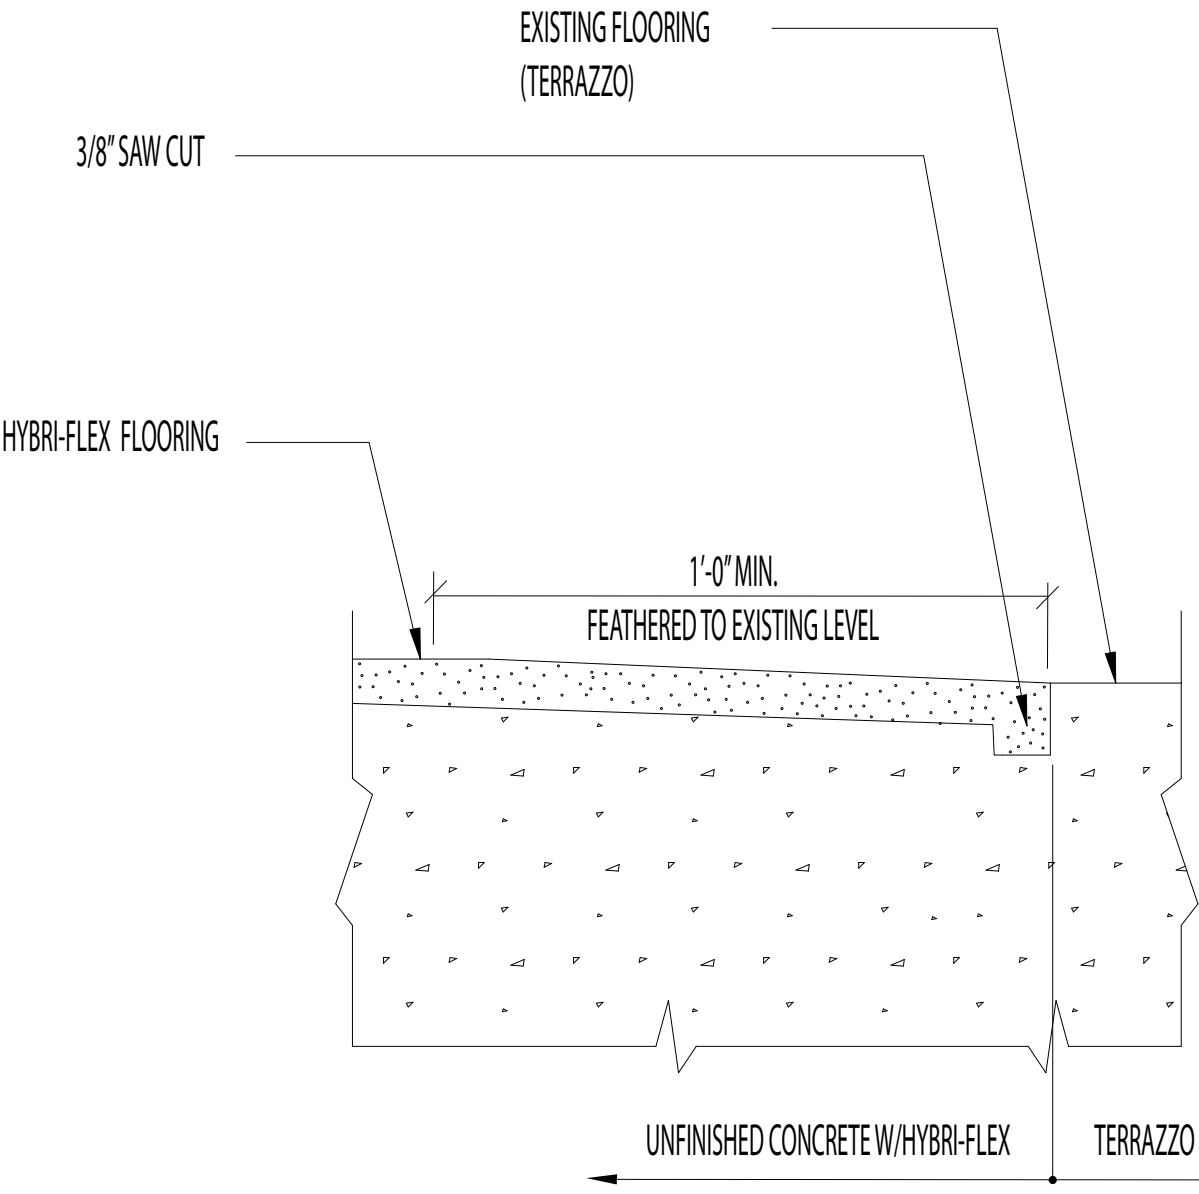 EXISTING FLOORING
(TERRAZZO)
3/8" SAW CUT
HYBRI-FLEX FLOORING
1'-0" MIN.
FEATHERED TO EXISTING LEVEL
UNFINISHED CONCRETE W/HYBRI-FLEX
TERRAZZO